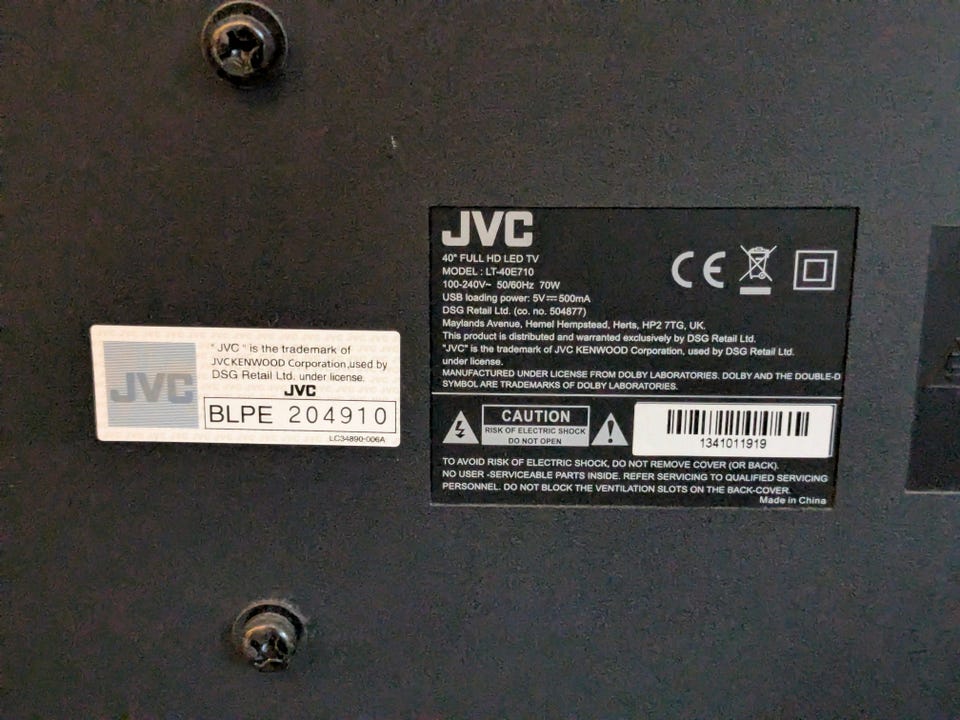 " JVC " is the trademark of
JVCKENWOOD Corporation,used by
DSG Retail Ltd. under license.
JVC
JVC
BLPE 204910
LC34890-006A
JVC
40" FULL HD LED TV
MODEL : LT-40E710
100-240V~ 50/60Hz 70W
USB loading power: 5V⎓500mA
DSG Retail Ltd. (co. no. 504877)
Maylands Avenue, Hemel Hempstead, Herts, HP2 7TG, UK.
This product is distributed and warranted exclusively by DSG Retail Ltd.
"JVC" is the trademark of JVC KENWOOD Corporation, used by DSG Retail Ltd.
under license.
MANUFACTURED UNDER LICENSE FROM DOLBY LABORATORIES. DOLBY AND THE DOUBLE-D
SYMBOL ARE TRADEMARKS OF DOLBY LABORATORIES.
CE
CAUTION
RISK OF ELECTRIC SHOCK
DO NOT OPEN
1341011919
TO AVOID RISK OF ELECTRIC SHOCK, DO NOT REMOVE COVER (OR BACK).
NO USER -SERVICEABLE PARTS INSIDE. REFER SERVICING TO QUALIFIED SERVICING
PERSONNEL. DO NOT BLOCK THE VENTILATION SLOTS ON THE BACK-COVER.
Made in China